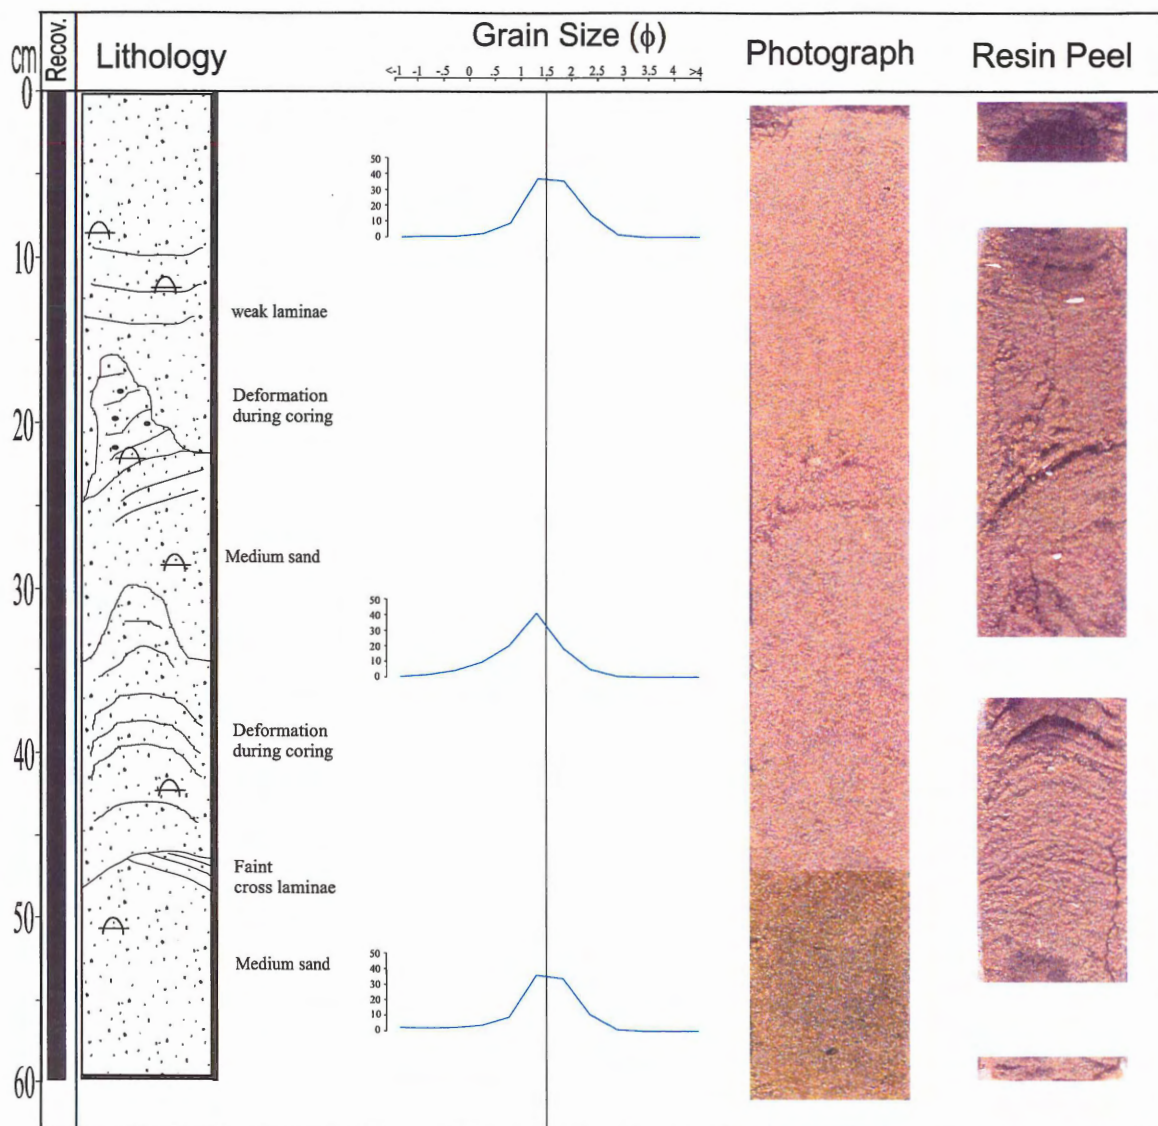 cm
Recov.
Lithology
Grain Size (ϕ)
<-1 -1 -.5 0 .5 1 1.5 2 2.5 3 3.5 4 >4
Photograph
Resin Peel
0
10
20
30
40
50
60
weak laminae
Deformation
during coring
Medium sand
Deformation
during coring
Faint
cross laminae
Medium sand
50
40
30
20
10
0
50
40
30
20
10
0
50
40
30
20
10
0